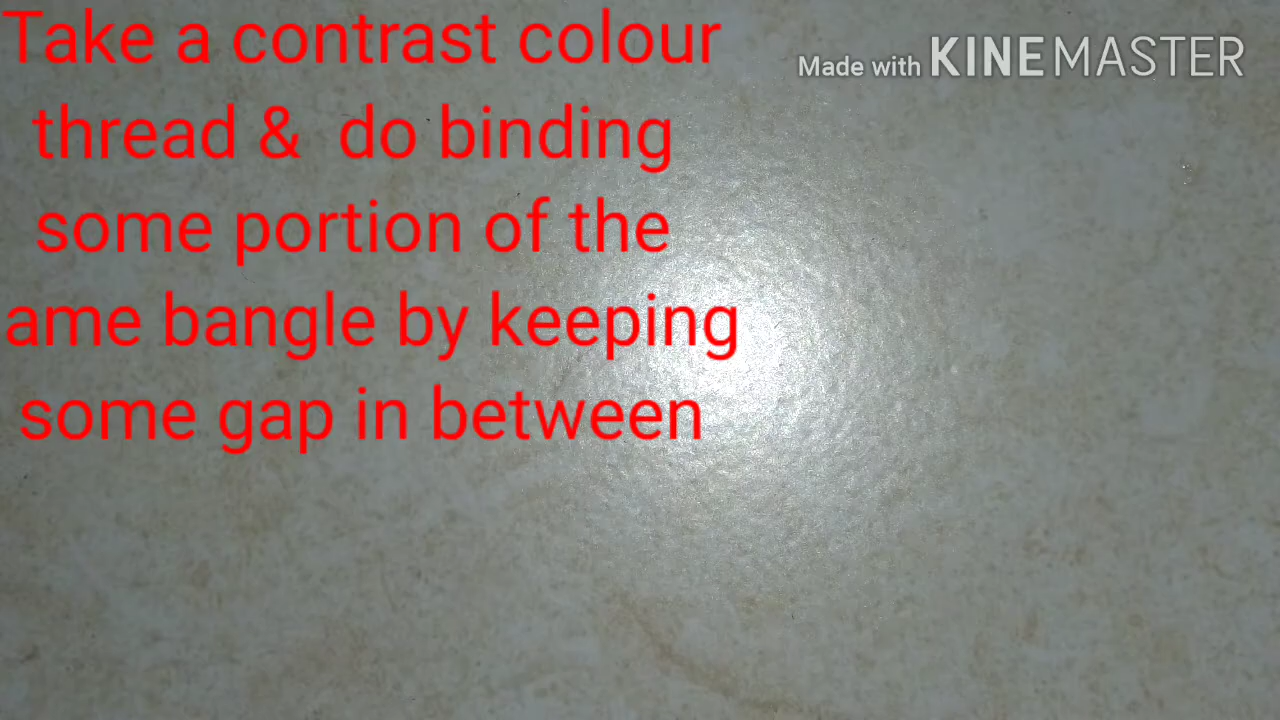 Take a contrast colour
thread & do binding
some portion of the
ame bangle by keeping
some gap in between
Made with KINEMASTER